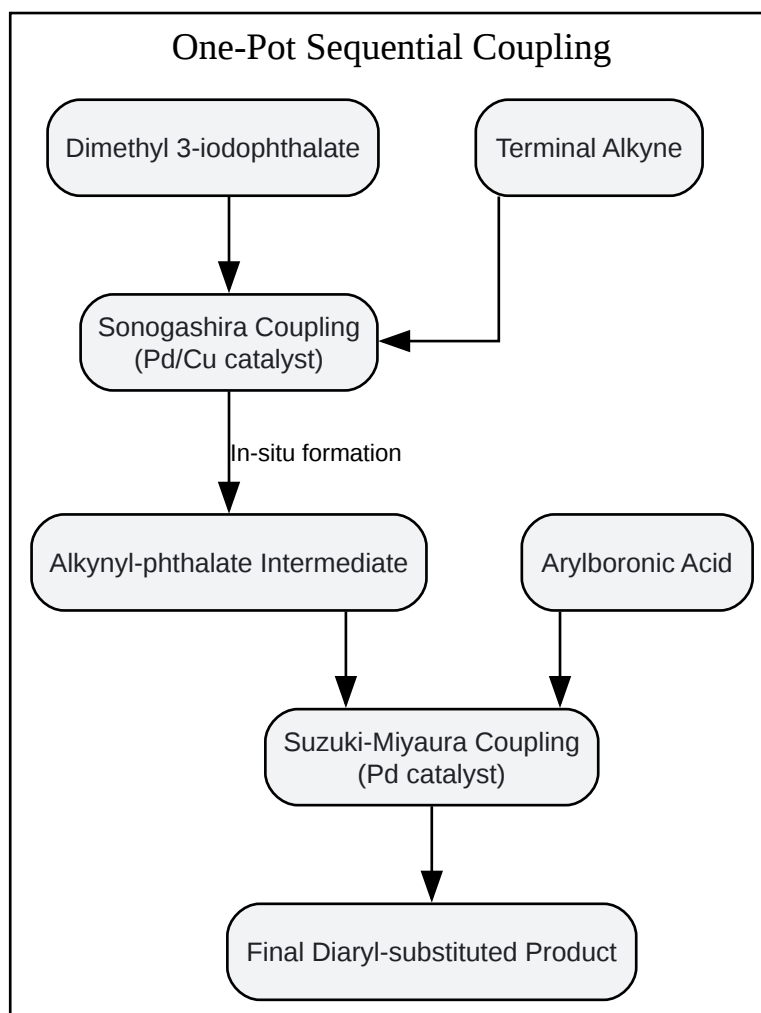 One-Pot Sequential Coupling
Dimethyl 3-iodophthalate
Terminal Alkyne
Sonogashira Coupling
(Pd/Cu catalyst)
In-situ formation
Alkynyl-phthalate Intermediate
Arylboronic Acid
Suzuki-Miyaura Coupling
(Pd catalyst)
Final Diaryl-substituted Product